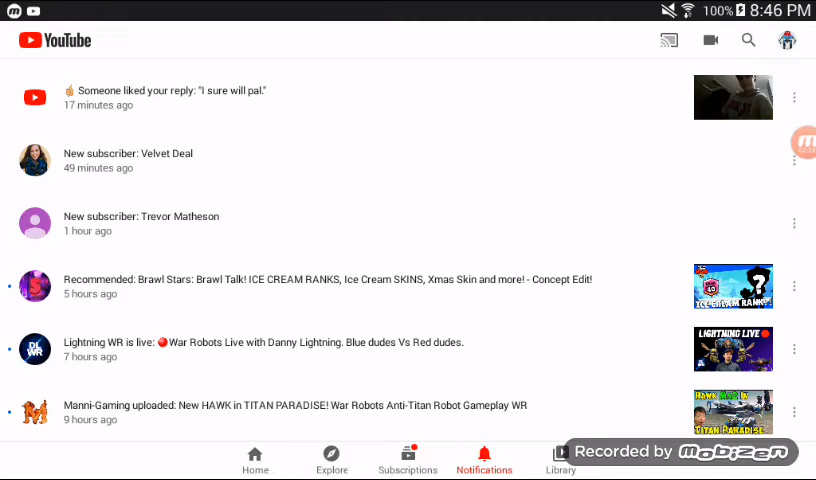 100% 8:46 PM
YouTube
Someone liked your reply: "I sure will pal."
17 minutes ago
New subscriber: Velvet Deal
49 minutes ago
New subscriber: Trevor Matheson
1 hour ago
Recommended: Brawl Stars: Brawl Talk! ICE CREAM RANKS, Ice Cream SKINS, Xmas Skin and more! - Concept Edit!
5 hours ago
ICE CREAM RANK?!
DL
WR
Lightning WR is live: 🔴War Robots Live with Danny Lightning. Blue dudes Vs Red dudes.
7 hours ago
LIGHTNING LIVE
Manni-Gaming uploaded: New HAWK in TITAN PARADISE! War Robots Anti-Titan Robot Gameplay WR
9 hours ago
TITAN PARADISE
Home
Explore
Subscriptions
Notifications
Library
Recorded by MOBIZEN